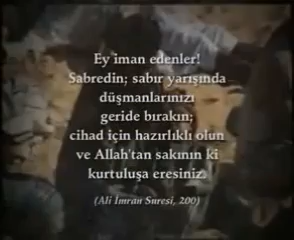 Ey iman edenler!
Sabredin; sabır yarışında
düşmanlarınızı
geride bırakın;
cihad için hazırlıklı olun
ve Allah'tan sakının ki
kurtuluşa eresiniz.
(Ali İmran Suresi, 200)